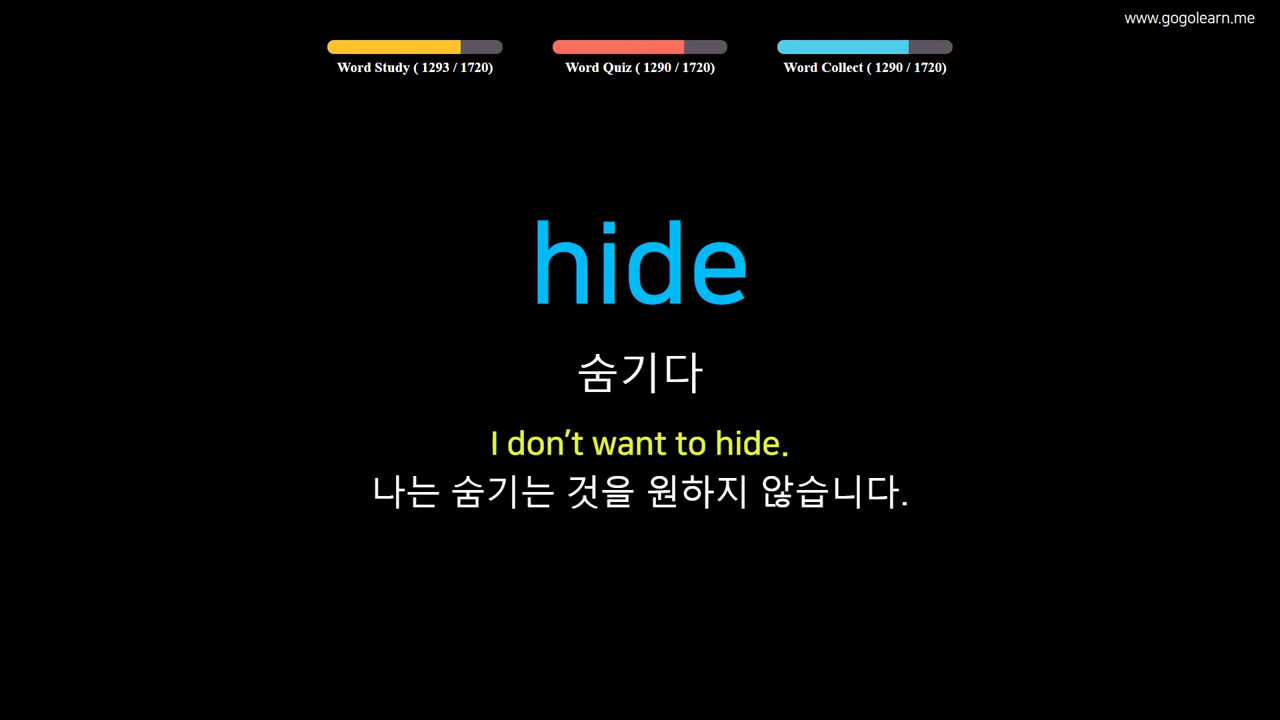 www.gogolearn.me
Word Study ( 1293 / 1720)
Word Quiz ( 1290 / 1720)
Word Collect ( 1290 / 1720)
hide
숨기다
I don’t want to hide.
나는 숨기는 것을 원하지 않습니다.